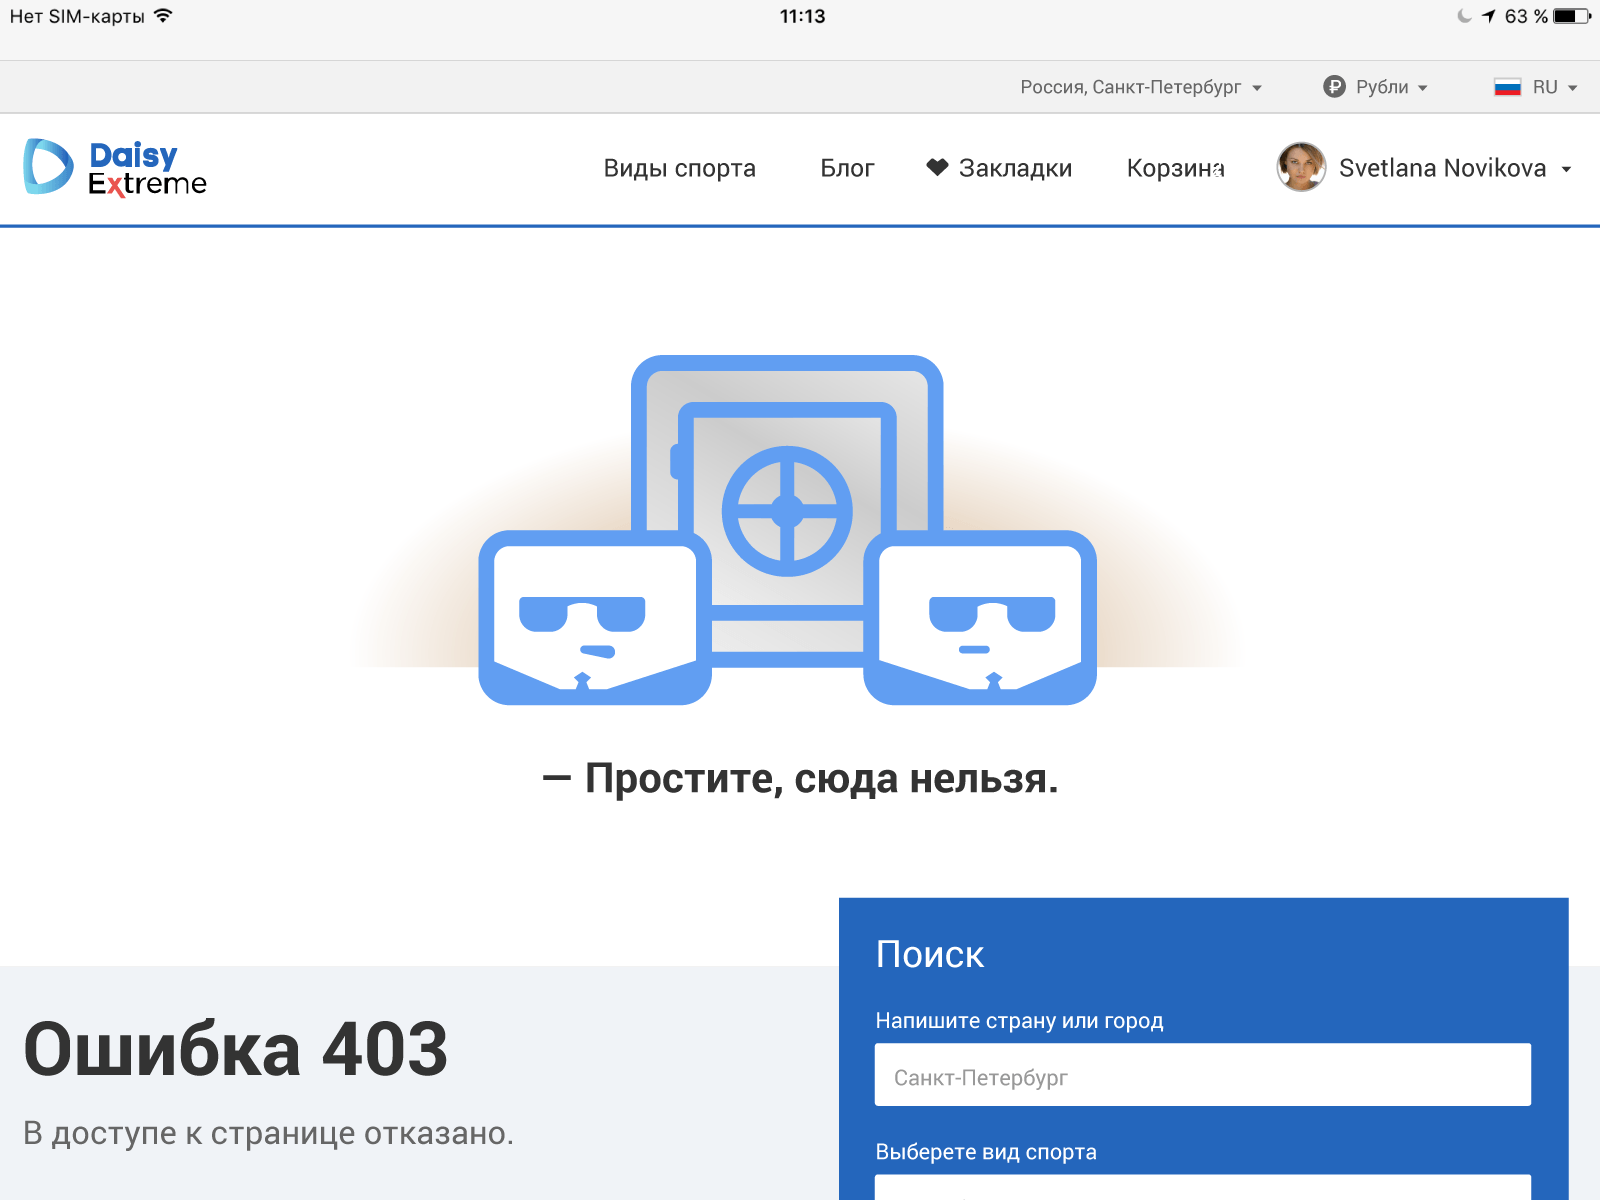 Нет SIM-карты
11:13
63 %
Россия, Санкт-Петербург
Рубли
RU
Daisy
Extreme
Виды спорта
Блог
Закладки
Корзина
Svetlana Novikova
— Простите, сюда нельзя.
Поиск
Напишите страну или город
Санкт-Петербург
Ошибка 403
В доступе к странице отказано.
Выберете вид спорта